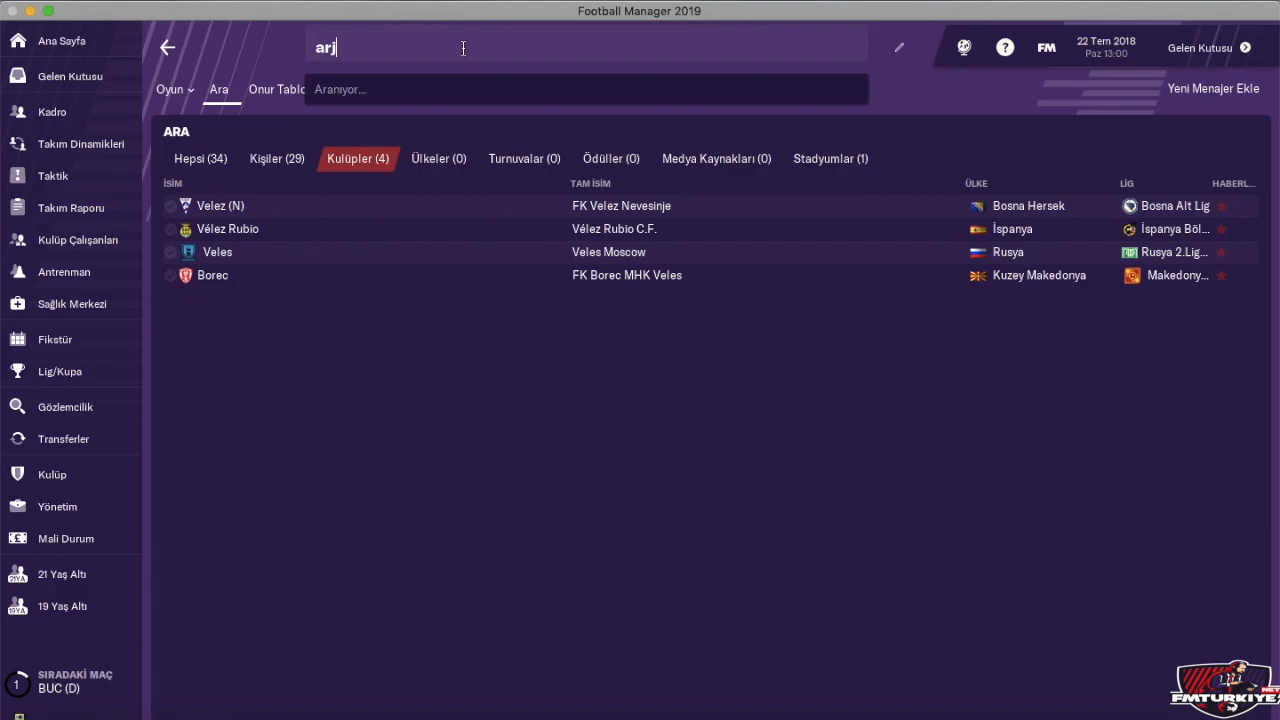 Football Manager 2019
Ana Sayfa
Gelen Kutusu
Kadro
Takım Dinamikleri
Taktik
Takım Raporu
Kulüp Çalışanları
Antrenman
Sağlık Merkezi
Fikstür
Lig/Kupa
Gözlemcilik
Transferler
Kulüp
Yönetim
Mali Durum
21YA 21 Yaş Altı
19YA 19 Yaş Altı
1 SIRADAKİ MAÇ
BUC (D)
arj
? FM 22 Tem 2018 Gelen Kutusu
Paz 13:00
Oyun Ara Onur Tablo Aranıyor... Yeni Menajer Ekle
ARA
Hepsi (34) Kişiler (29) Kulüpler (4) Ülkeler (0) Turnuvalar (0) Ödüller (0) Medya Kaynakları (0) Stadyumlar (1)
İSİM TAM İSİM ÜLKE LİG HABERL...
Velez (N) FK Velez Nevesinje Bosna Hersek Bosna Alt Lig
Vélez Rubio Vélez Rubio C.F. İspanya İspanya Böl...
Veles Veles Moscow Rusya Rusya 2.Lig...
Borec FK Borec MHK Veles Kuzey Makedonya Makedony...
FMTURKIYE.NET